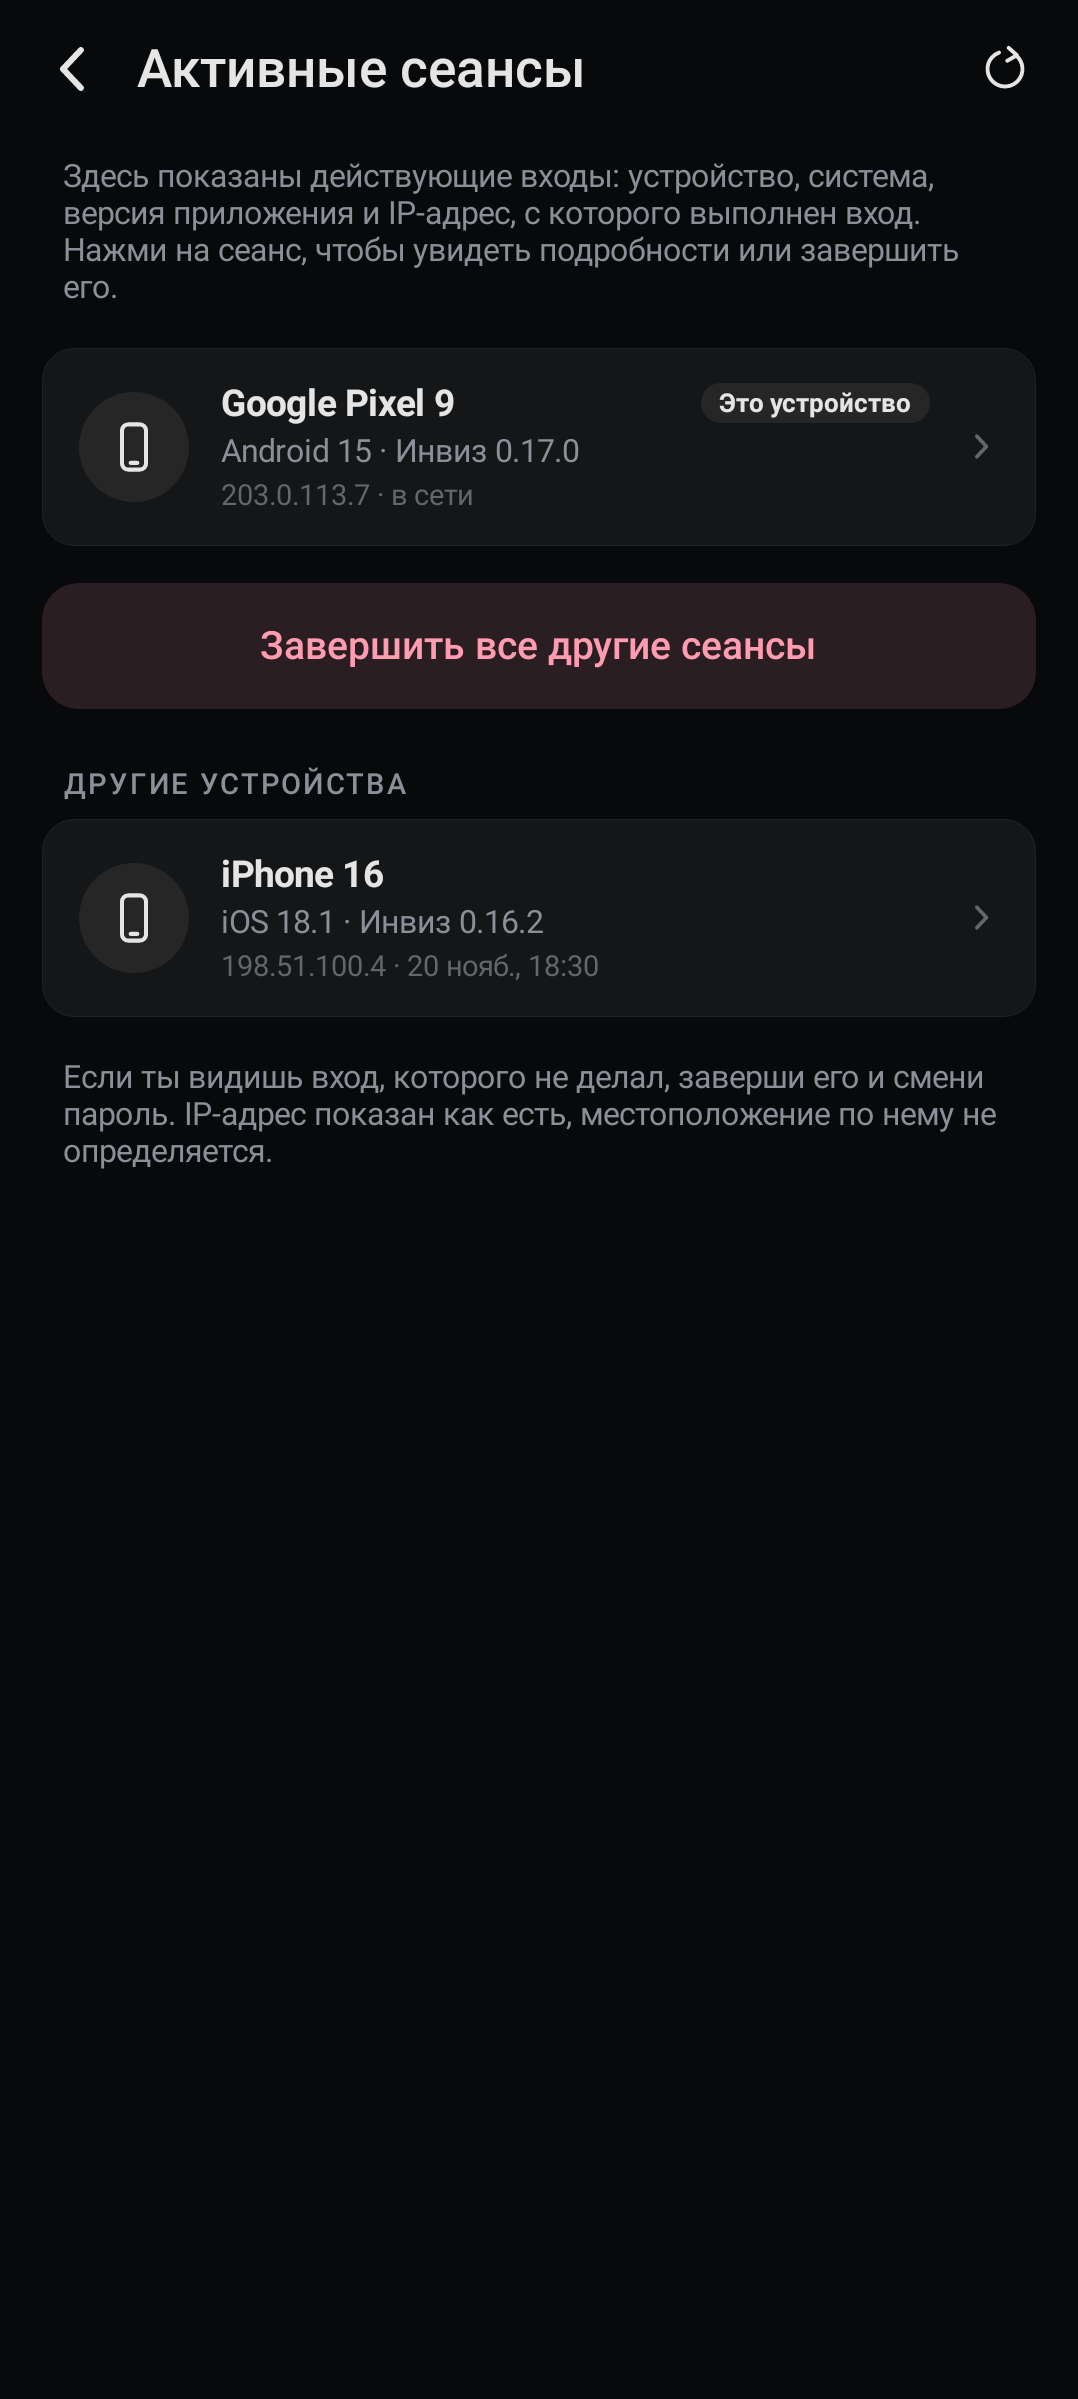 Активные сеансы
Здесь показаны действующие входы: устройство, система,
версия приложения и IP-адрес, с которого выполнен вход.
Нажми на сеанс, чтобы увидеть подробности или завершить
его.
Google Pixel 9
Это устройство
Android 15 · Инвиз 0.17.0
203.0.113.7 · в сети
Завершить все другие сеансы
ДРУГИЕ УСТРОЙСТВА
iPhone 16
iOS 18.1 · Инвиз 0.16.2
198.51.100.4 · 20 нояб., 18:30
Если ты видишь вход, которого не делал, заверши его и смени
пароль. IP-адрес показан как есть, местоположение по нему не
определяется.